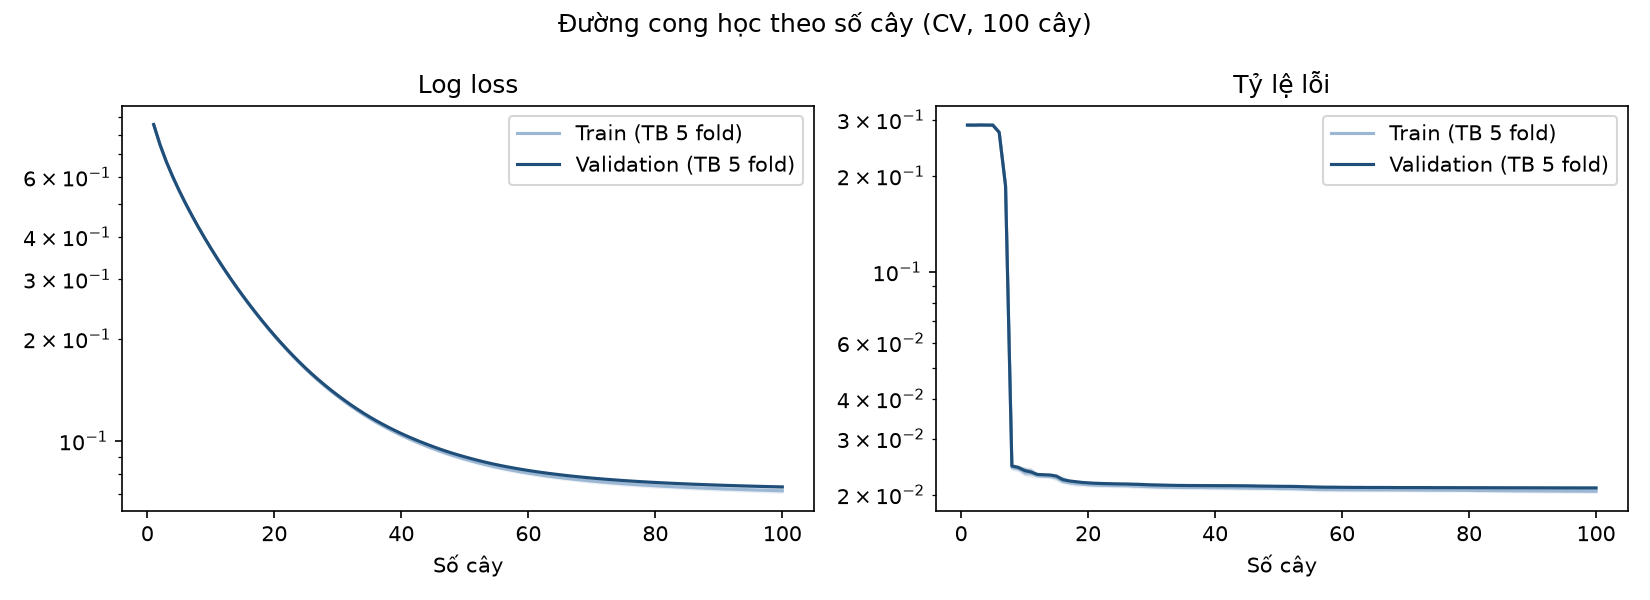 Đường cong học theo số cây (CV, 100 cây)
Log loss
Train (TB 5 fold)
Validation (TB 5 fold)
6 × 10⁻¹
4 × 10⁻¹
3 × 10⁻¹
2 × 10⁻¹
10⁻¹
0 20 40 60 80 100
Số cây
Tỷ lệ lỗi
Train (TB 5 fold)
Validation (TB 5 fold)
3 × 10⁻¹
2 × 10⁻¹
10⁻¹
6 × 10⁻²
4 × 10⁻²
3 × 10⁻²
2 × 10⁻²
0 20 40 60 80 100
Số cây